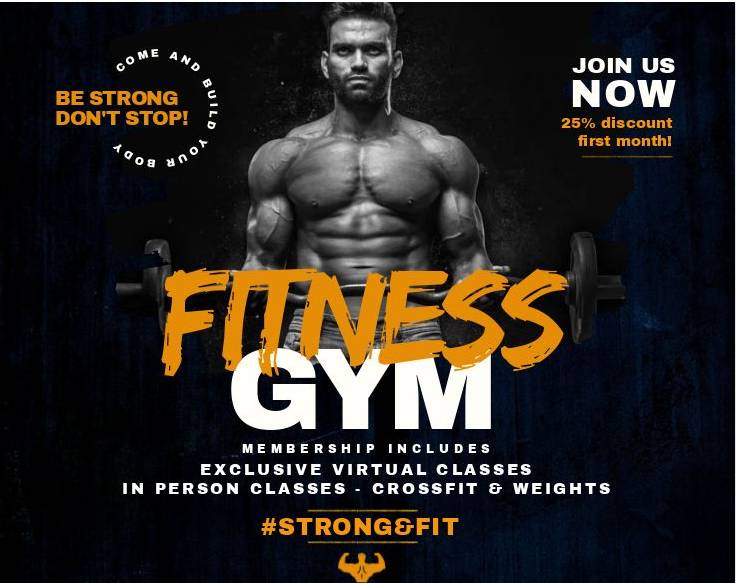 COME AND BUILD YOUR BODY
BE STRONG
DON'T STOP!
JOIN US
NOW
25% discount
first month!
FITNESS
GYM
MEMBERSHIP INCLUDES
EXCLUSIVE VIRTUAL CLASSES
IN PERSON CLASSES - CROSSFIT & WEIGHTS
#STRONG&FIT